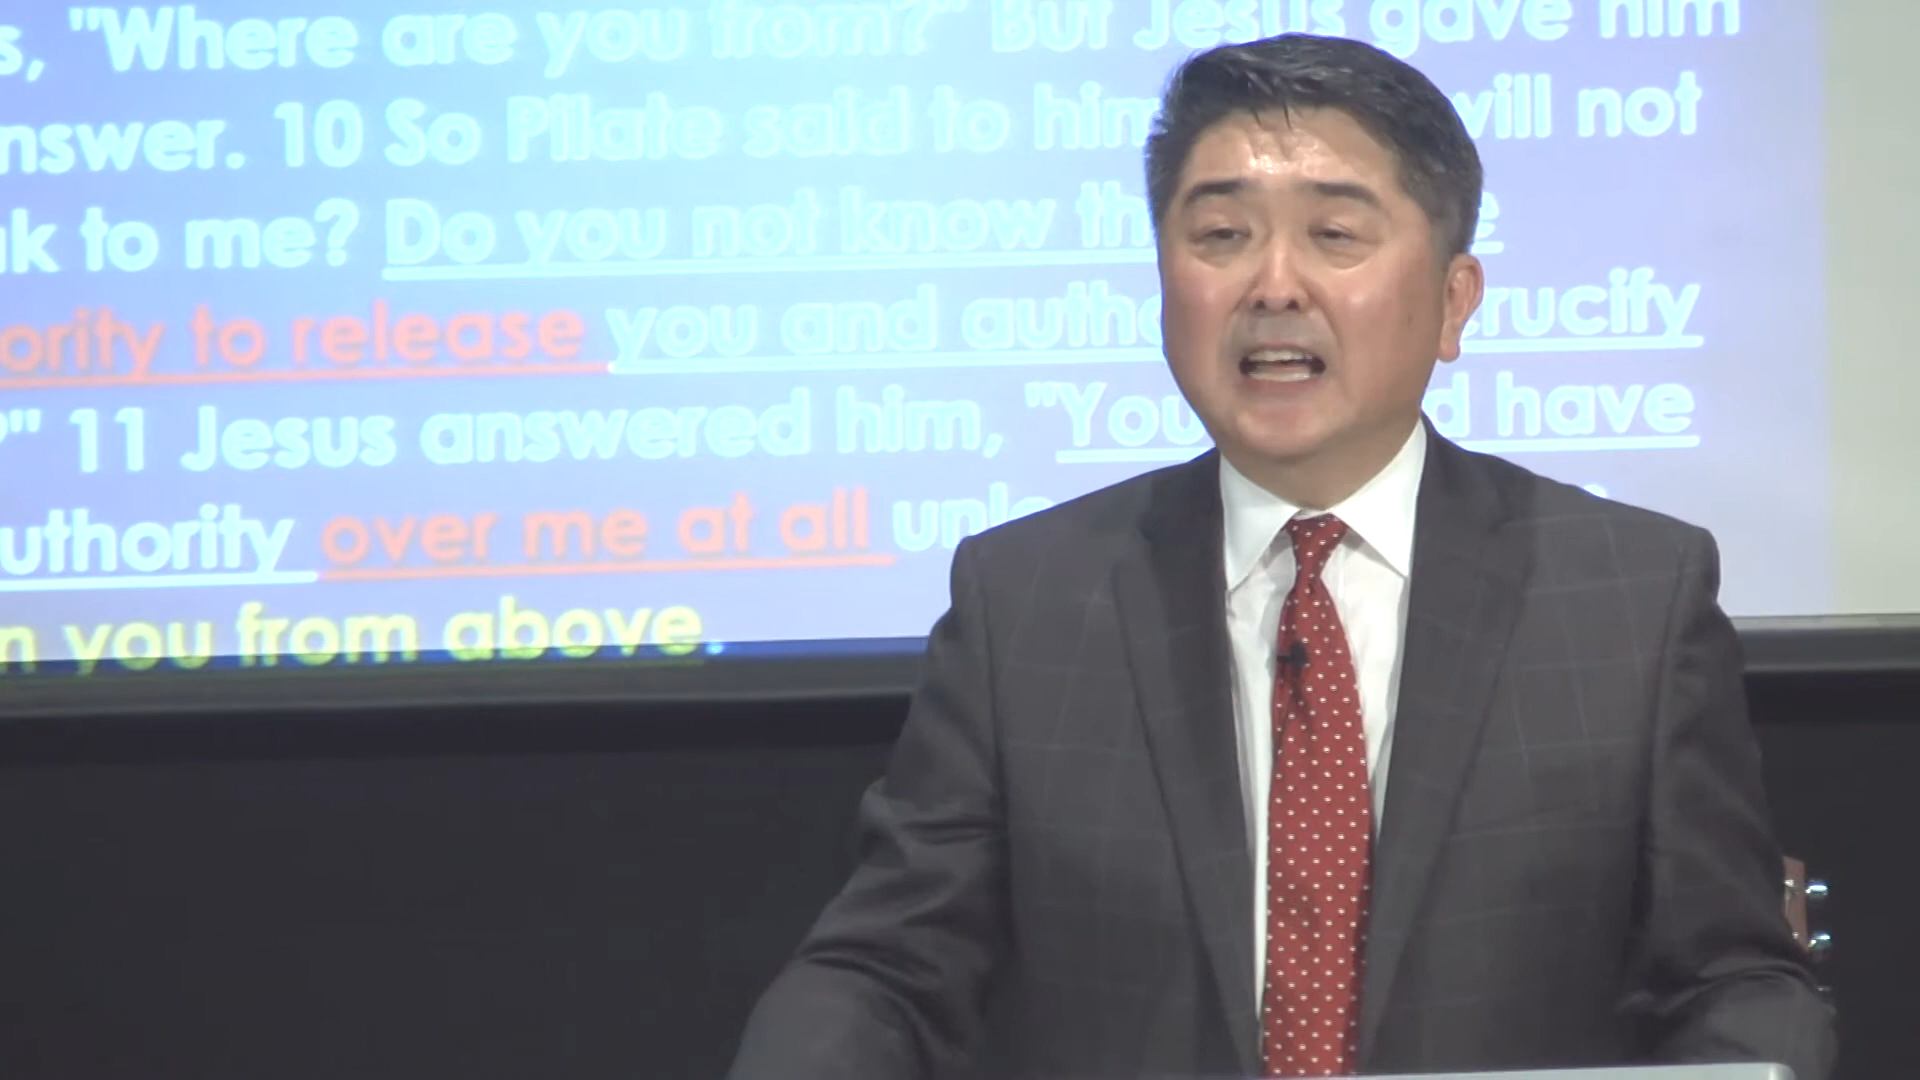 s, "Where are you from?" But Jesus gave him
nswer. 10 So Pilate said to him will not
k to me? Do you not know th e
ority to release you and autho crucify
?" 11 Jesus answered him, "You d have
uthority over me at all unl
n you from above.